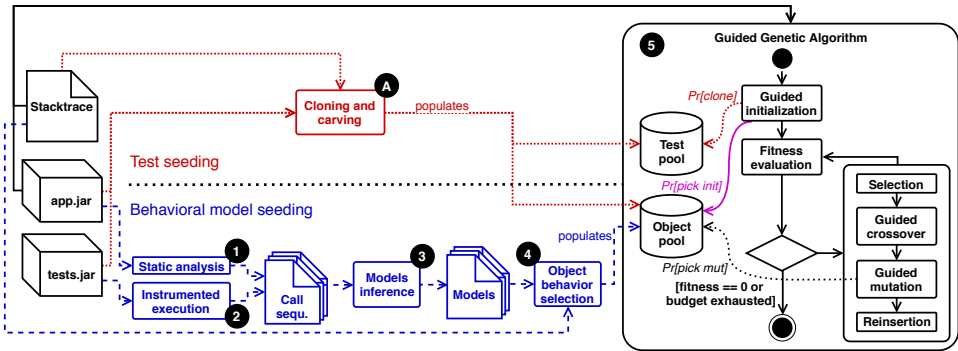 Stacktrace
app.jar
tests.jar
A
Cloning and
carving
populates
Test seeding
Behavioral model seeding
1
Static analysis
Instrumented
execution
2
Call
sequ.
Models
inference
3
Models
4
Object
behavior
selection
populates
5
Guided Genetic Algorithm
Pr[clone]
Guided
initialization
Test
pool
Fitness
evaluation
Pr[pick init]
Object
pool
Pr[pick mut]
[fitness == 0 or
budget exhausted]
Selection
Guided
crossover
Guided
mutation
Reinsertion